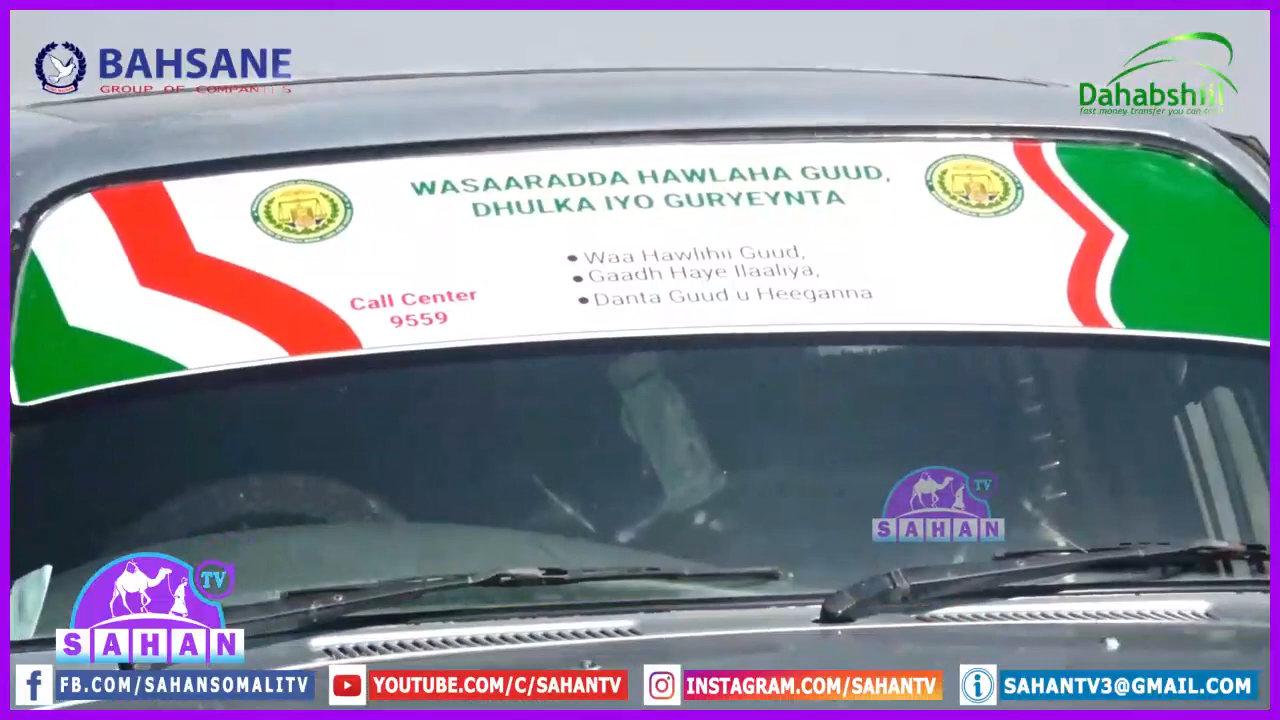 BAHSANE
GROUP OF COMPANIES
Dahabshiil
fast money transfer you can
WASAARADDA HAWLAHA GUUD,
DHULKA IYO GURYEYNTA
• Waa Hawlihii Guud,
• Gaadh Haye Ilaaliya,
• Danta Guud u Heeganna
Call Center
9559
TV
SAHAN
TV
SAHAN
FB.COM/SAHANSOMALITV
YOUTUBE.COM/C/SAHANTV
INSTAGRAM.COM/SAHANTV
SAHANTV3@GMAIL.COM